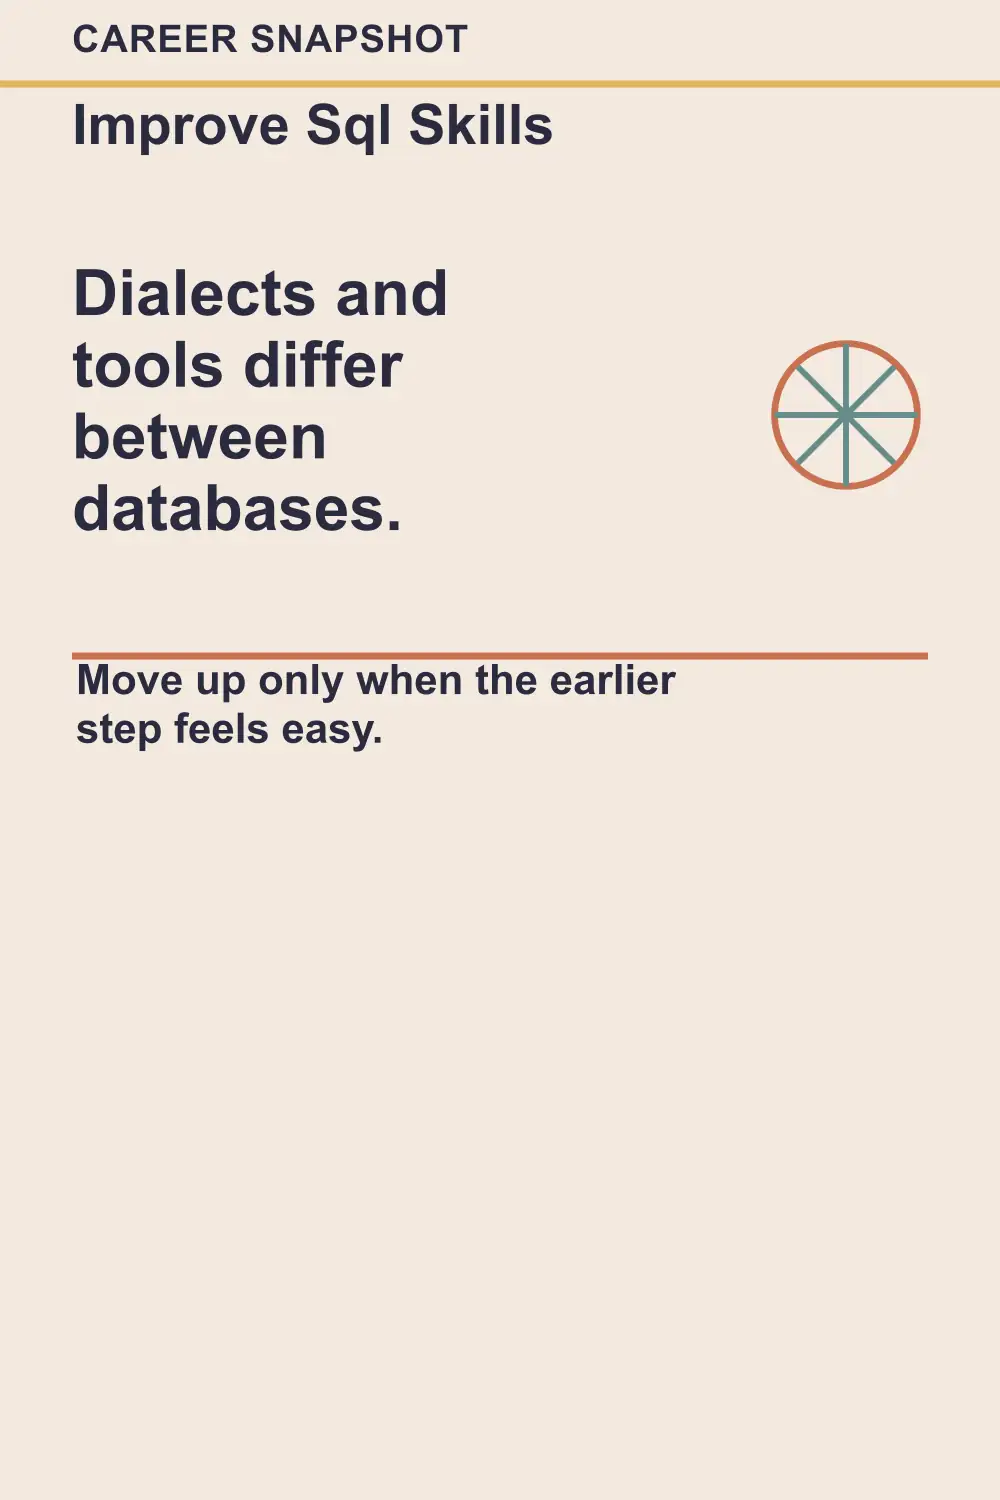 CAREER SNAPSHOT
Improve Sql Skills
Dialects and
tools differ
between
databases.
Move up only when the earlier
step feels easy.